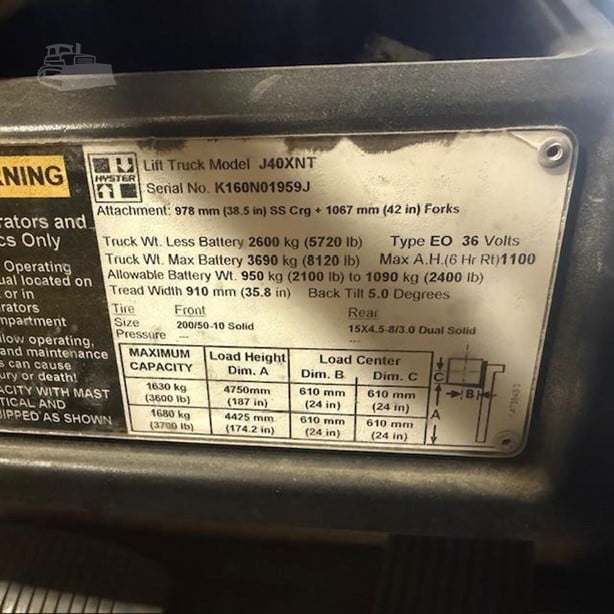 NING
rators and
cs Only
Operating
ual located on
or in
rators
mpartment
low operating,
and maintenance
s can cause
ury or death!
ACITY WITH MAST
TICAL AND
IPPED AS SHOWN
HYSTER
Lift Truck Model J40XNT
Serial No. K160N01959J
Attachment: 978 mm (38.5 in) SS Crg + 1067 mm (42 in) Forks
Truck Wt. Less Battery 2600 kg (5720 lb) Type EO 36 Volts
Truck Wt. Max Battery 3690 kg (8120 lb) Max A.H.(6 Hr Rt)1100
Allowable Battery Wt. 950 kg (2100 lb) to 1090 kg (2400 lb)
Tread Width 910 mm (35.8 in) Back Tilt 5.0 Degrees
Tire Front Rear
Size 200/50-10 Solid 15X4.5-8/3.0 Dual Solid
Pressure --- ---
MAXIMUM CAPACITY Load Height Dim. A Load Center
Dim. B Dim. C
1630 kg 4750mm 610 mm 610 mm
(3600 lb) (187 in) (24 in) (24 in)
1680 kg 4425 mm 610 mm 610 mm
(3700 lb) (174.2 in) (24 in) (24 in)
C
B
A